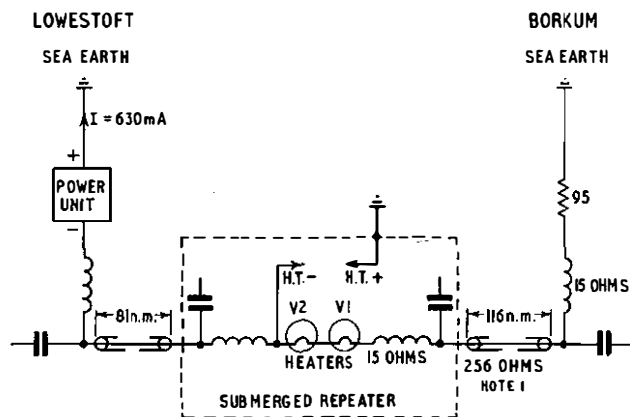 LOWESTOFT
SEA EARTH
I = 630mA
+
POWER
UNIT
−
81n.m.
BORKUM
SEA EARTH
95
15 OHMS
116n.m.
256 OHMS
NOTE 1
H.T.−
H.T.+
V2
V1
HEATERS
15 OHMS
SUBMERGED REPEATER